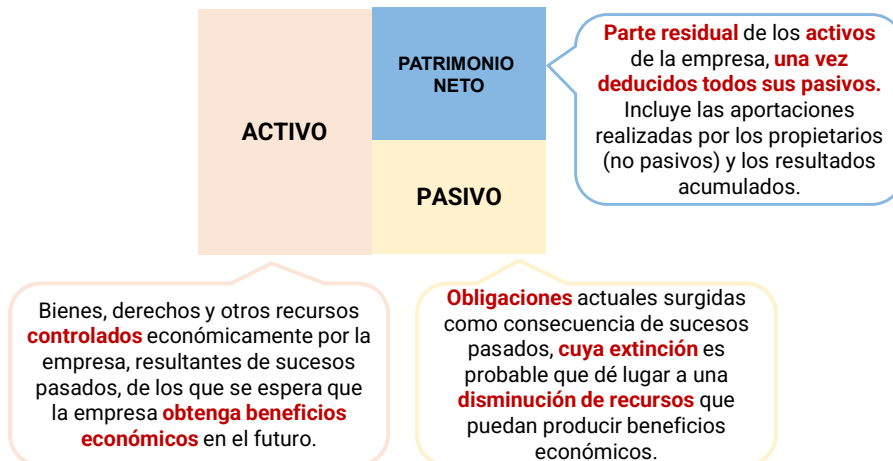 ACTIVO
PATRIMONIO
NETO
PASIVO
Parte residual de los activos
de la empresa, una vez
deducidos todos sus pasivos.
Incluye las aportaciones
realizadas por los propietarios
(no pasivos) y los resultados
acumulados.
Bienes, derechos y otros recursos
controlados económicamente por la
empresa, resultantes de sucesos
pasados, de los que se espera que
la empresa obtenga beneficios
económicos en el futuro.
Obligaciones actuales surgidas
como consecuencia de sucesos
pasados, cuya extinción es
probable que dé lugar a una
disminución de recursos que
puedan producir beneficios
económicos.